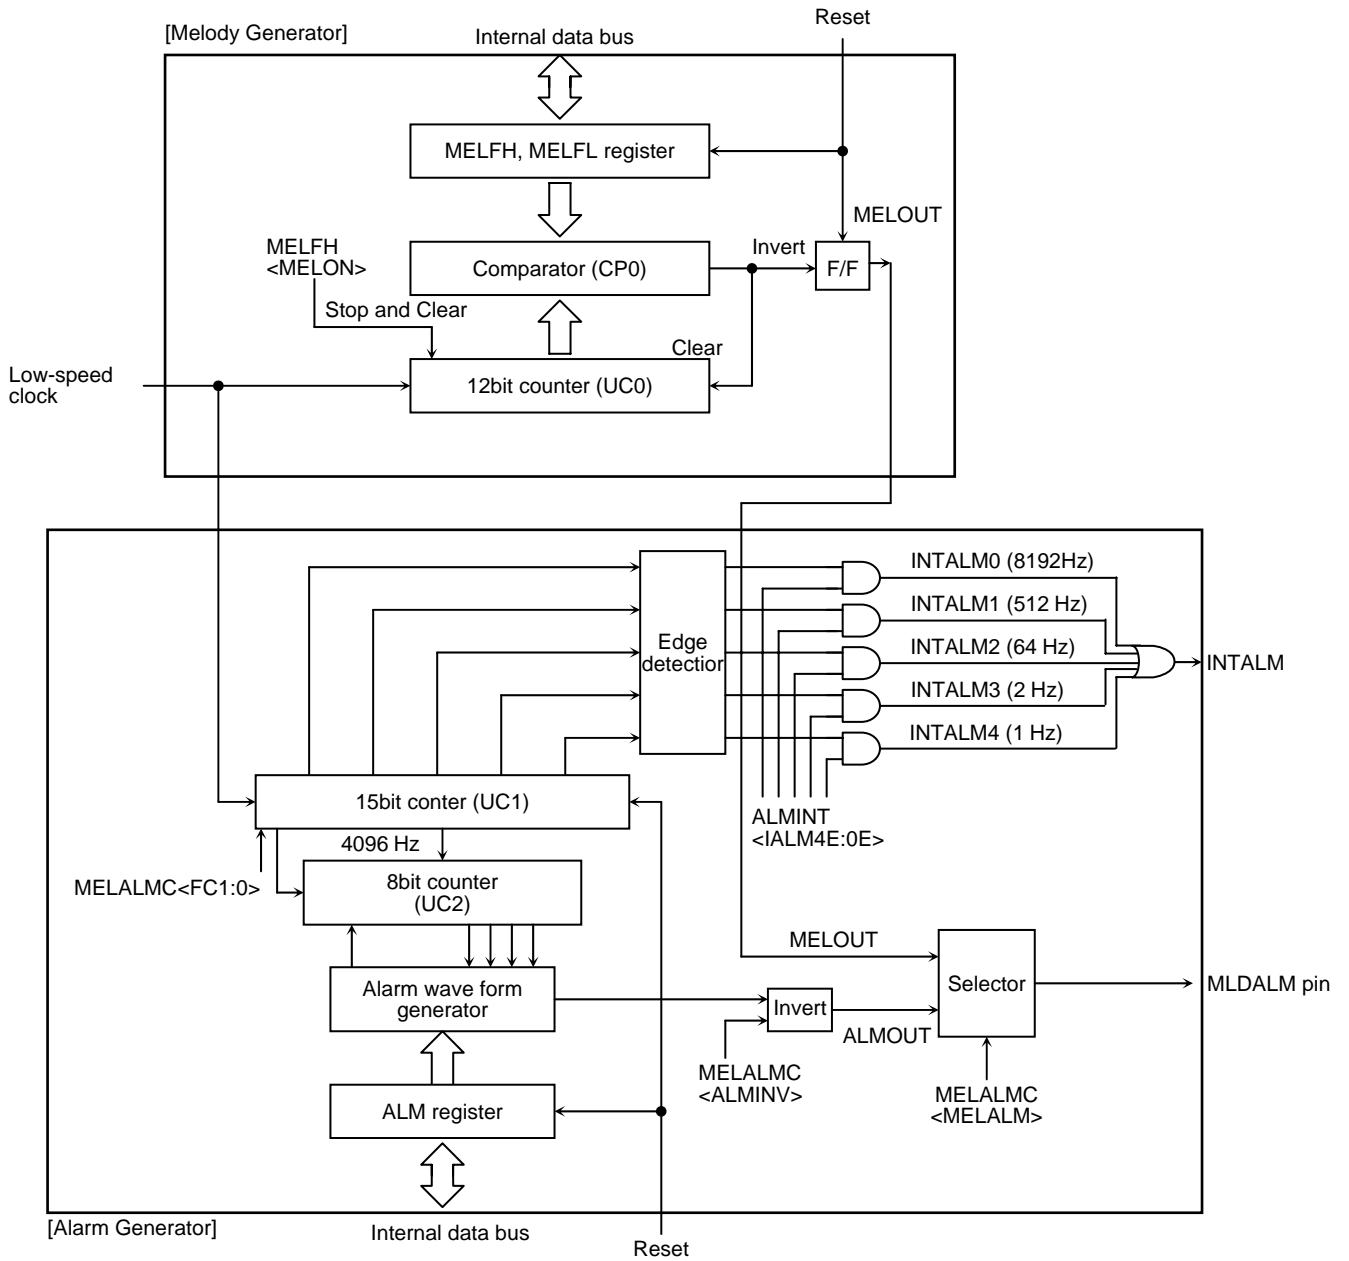 Reset
[Melody Generator]
Internal data bus
MELFH, MELFL register
MELOUT
MELFH
<MELON>
Invert
Comparator (CP0)
F/F
Stop and Clear
Clear
Low-speed
clock
12bit counter (UC0)
INTALM0 (8192Hz)
INTALM1 (512 Hz)
Edge
detection
INTALM2 (64 Hz)
INTALM
INTALM3 (2 Hz)
INTALM4 (1 Hz)
15bit conter (UC1)
ALMINT
<IALM4E:0E>
4096 Hz
MELALMC<FC1:0>
8bit counter
(UC2)
MELOUT
Selector
MLDALM pin
Alarm wave form
generator
Invert
ALMOUT
MELALMC
<ALMINV>
MELALMC
<MELALM>
ALM register
[Alarm Generator]
Internal data bus
Reset